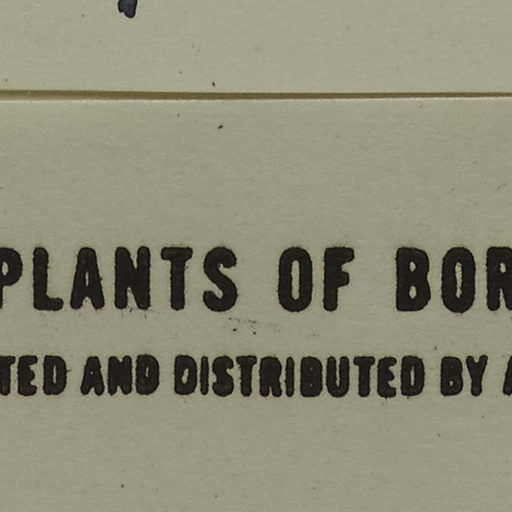 PLANTS OF BOR
TED AND DISTRIBUTED BY A